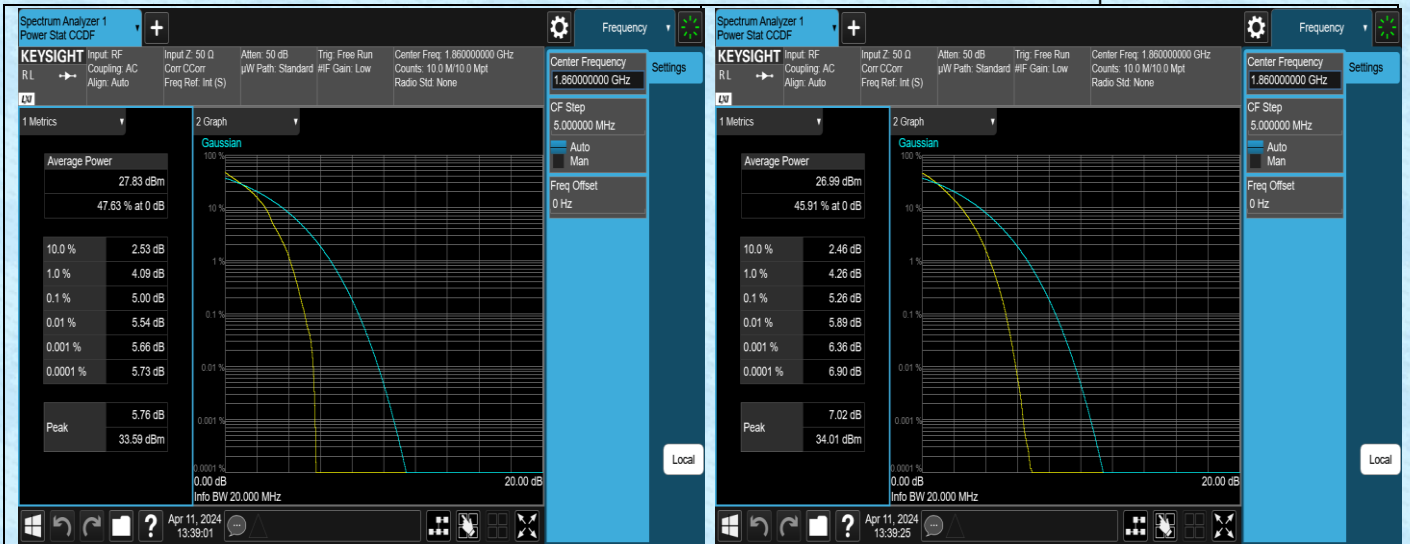 Spectrum Analyzer 1
Power Stat CCDF
+
Frequency
KEYSIGHT
RL
LXI
Input: RF
Coupling: AC
Align: Auto
Input Z: 50 Ω
Corr CCorr
Freq Ref: Int (S)
Atten: 50 dB
µW Path: Standard
Trig: Free Run
#IF Gain: Low
Center Freq: 1.860000000 GHz
Counts: 10.0 M/10.0 Mpt
Radio Std: None
Center Frequency
1.860000000 GHz
Settings
CF Step
5.000000 MHz
Auto
Man
Freq Offset
0 Hz
1 Metrics
Average Power
27.83 dBm
47.63 % at 0 dB
10.0 % 2.53 dB
1.0 % 4.09 dB
0.1 % 5.00 dB
0.01 % 5.54 dB
0.001 % 5.66 dB
0.0001 % 5.73 dB
Peak
5.76 dB
33.59 dBm
2 Graph
Gaussian
100 %
10 %
1 %
0.1 %
0.01 %
0.001 %
0.0001 %
0.00 dB 20.00 dB
Info BW 20.000 MHz
Local
?
Apr 11, 2024
13:39:01
Spectrum Analyzer 1
Power Stat CCDF
+
Frequency
KEYSIGHT
RL
LXI
Input: RF
Coupling: AC
Align: Auto
Input Z: 50 Ω
Corr CCorr
Freq Ref: Int (S)
Atten: 50 dB
µW Path: Standard
Trig: Free Run
#IF Gain: Low
Center Freq: 1.860000000 GHz
Counts: 10.0 M/10.0 Mpt
Radio Std: None
Center Frequency
1.860000000 GHz
Settings
CF Step
5.000000 MHz
Auto
Man
Freq Offset
0 Hz
1 Metrics
Average Power
26.99 dBm
45.91 % at 0 dB
10.0 % 2.46 dB
1.0 % 4.26 dB
0.1 % 5.26 dB
0.01 % 5.89 dB
0.001 % 6.36 dB
0.0001 % 6.90 dB
Peak
7.02 dB
34.01 dBm
2 Graph
Gaussian
100 %
10 %
1 %
0.1 %
0.01 %
0.001 %
0.0001 %
0.00 dB 20.00 dB
Info BW 20.000 MHz
Local
?
Apr 11, 2024
13:39:25